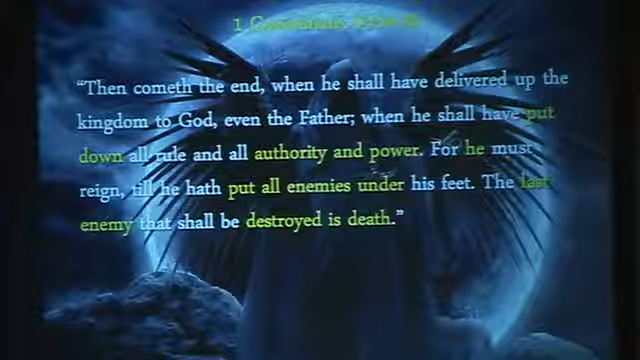 1 Corinthians
“Then cometh the end, when he shall have delivered up the
kingdom to God, even the Father; when he shall have put
down all rule and all authority and power. For he must
reign, till he hath put all enemies under his feet. The last
enemy that shall be destroyed is death.”